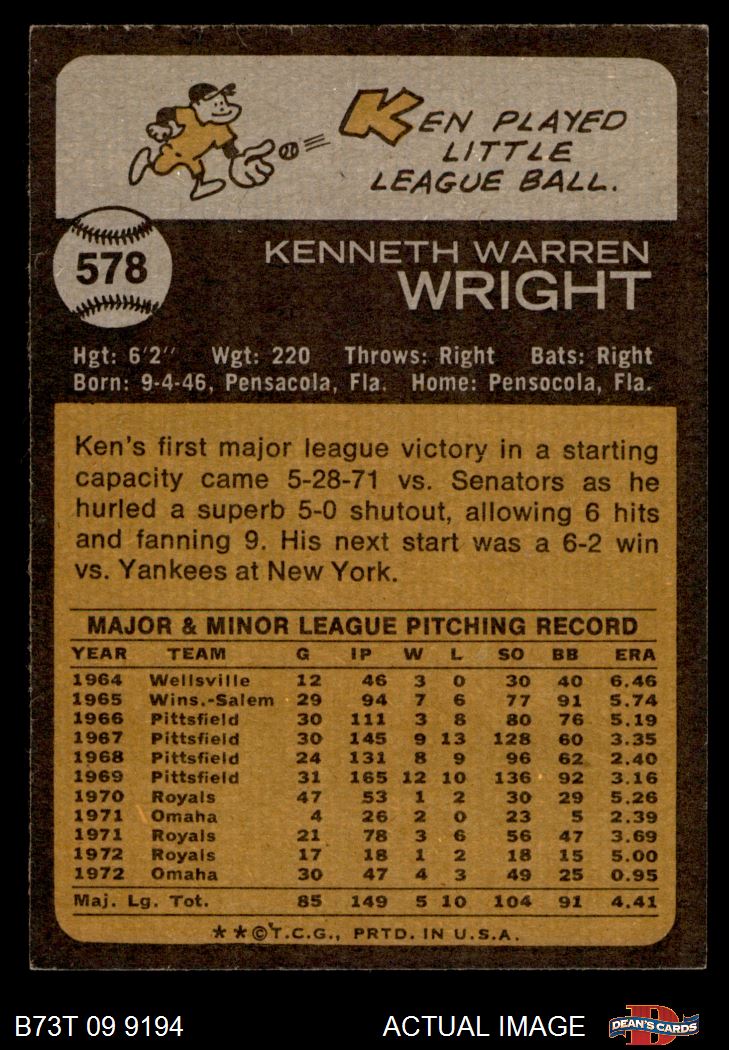 KEN PLAYED
LITTLE
LEAGUE BALL.
578
KENNETH WARREN
WRIGHT
Hgt: 6'2" Wgt: 220 Throws: Right Bats: Right
Born: 9-4-46, Pensacola, Fla. Home: Pensocola, Fla.
Ken's first major league victory in a starting
capacity came 5-28-71 vs. Senators as he
hurled a superb 5-0 shutout, allowing 6 hits
and fanning 9. His next start was a 6-2 win
vs. Yankees at New York.
MAJOR & MINOR LEAGUE PITCHING RECORD
YEAR TEAM G IP W L SO BB ERA
1964 Wellsville 12 46 3 0 30 40 6.46
1965 Wins.-Salem 29 94 7 6 77 91 5.74
1966 Pittsfield 30 111 3 8 80 76 5.19
1967 Pittsfield 30 145 9 13 128 60 3.35
1968 Pittsfield 24 131 8 9 96 62 2.40
1969 Pittsfield 31 165 12 10 136 92 3.16
1970 Royals 47 53 1 2 30 29 5.26
1971 Omaha 4 26 2 0 23 5 2.39
1971 Royals 21 78 3 6 56 47 3.69
1972 Royals 17 18 1 2 18 15 5.00
1972 Omaha 30 47 4 3 49 25 0.95
Maj. Lg. Tot. 85 149 5 10 104 91 4.41
**©T.C.G., PRTD. IN U.S.A.
B73T 09 9194 ACTUAL IMAGE DEAN'S CARDS